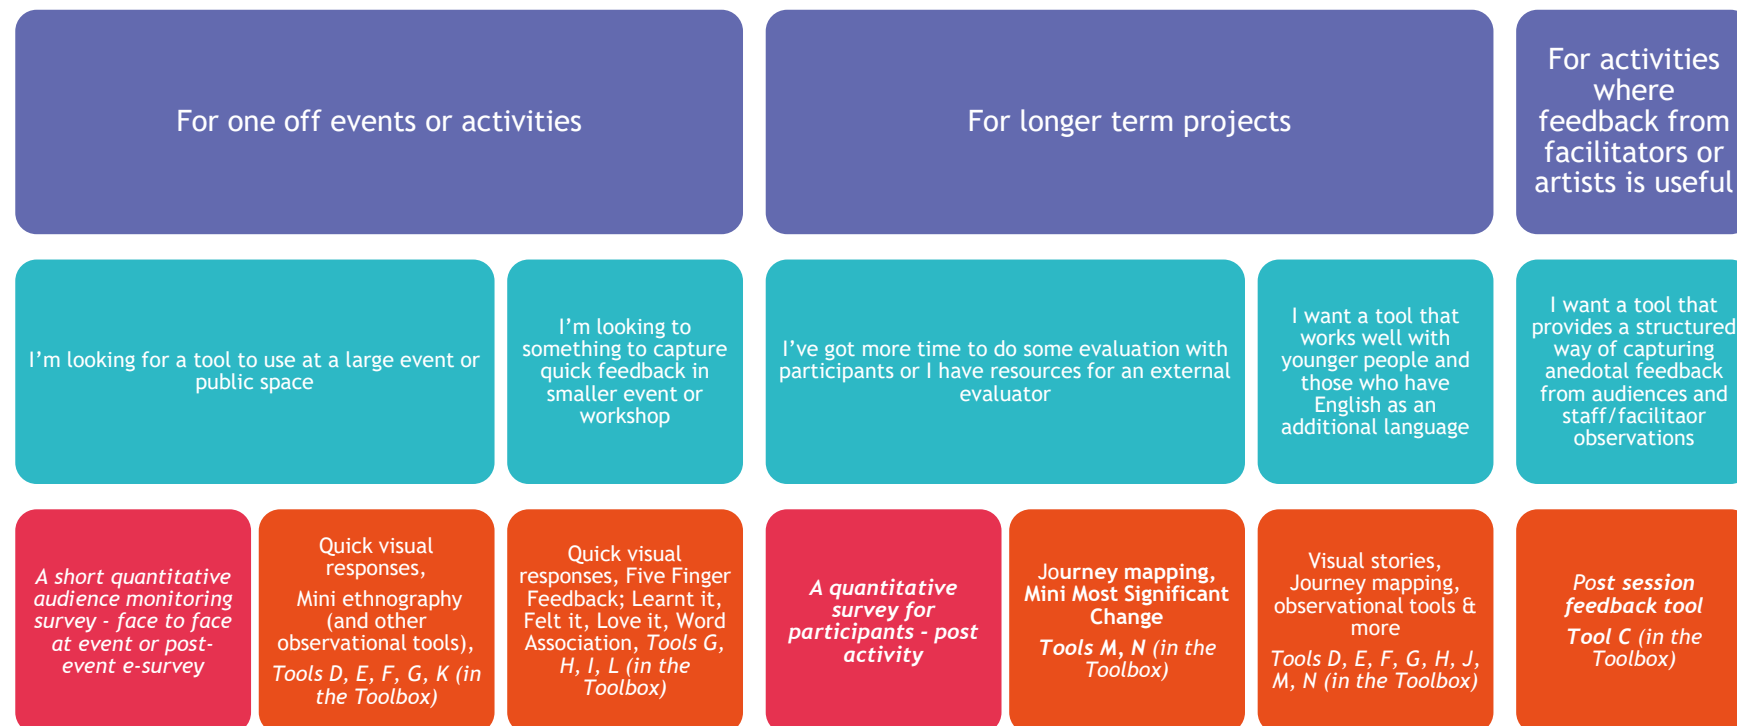 For one off events or activities
For longer term projects
For activities
where
feedback from
facilitators or
artists is useful
I'm looking for a tool to use at a large event or
public space
I'm looking to
something to capture
quick feedback in
smaller event or
workshop
I've got more time to do some evaluation with
participants or I have resources for an external
evaluator
I want a tool that
works well with
younger people and
those who have
English as an
additional language
I want a tool that
provides a structured
way of capturing
anedotal feedback
from audiences and
staff/facilitaor
observations
A short quantitative
audience monitoring
survey - face to face
at event or post-
event e-survey
Quick visual
responses,
Mini ethnography
(and other
observational tools),
Tools D, E, F, G, K (in
the Toolbox)
Quick visual
responses, Five Finger
Feedback; Learnt it,
Felt it, Love it, Word
Association, Tools G,
H, I, L (in the
Toolbox)
A quantitative
survey for
participants - post
activity
Journey mapping,
Mini Most Significant
Change
Tools M, N (in the
Toolbox)
Visual stories,
Journey mapping,
observational tools &
more
Tools D, E, F, G, H, J,
M, N (in the Toolbox)
Post session
feedback tool
Tool C (in the
Toolbox)